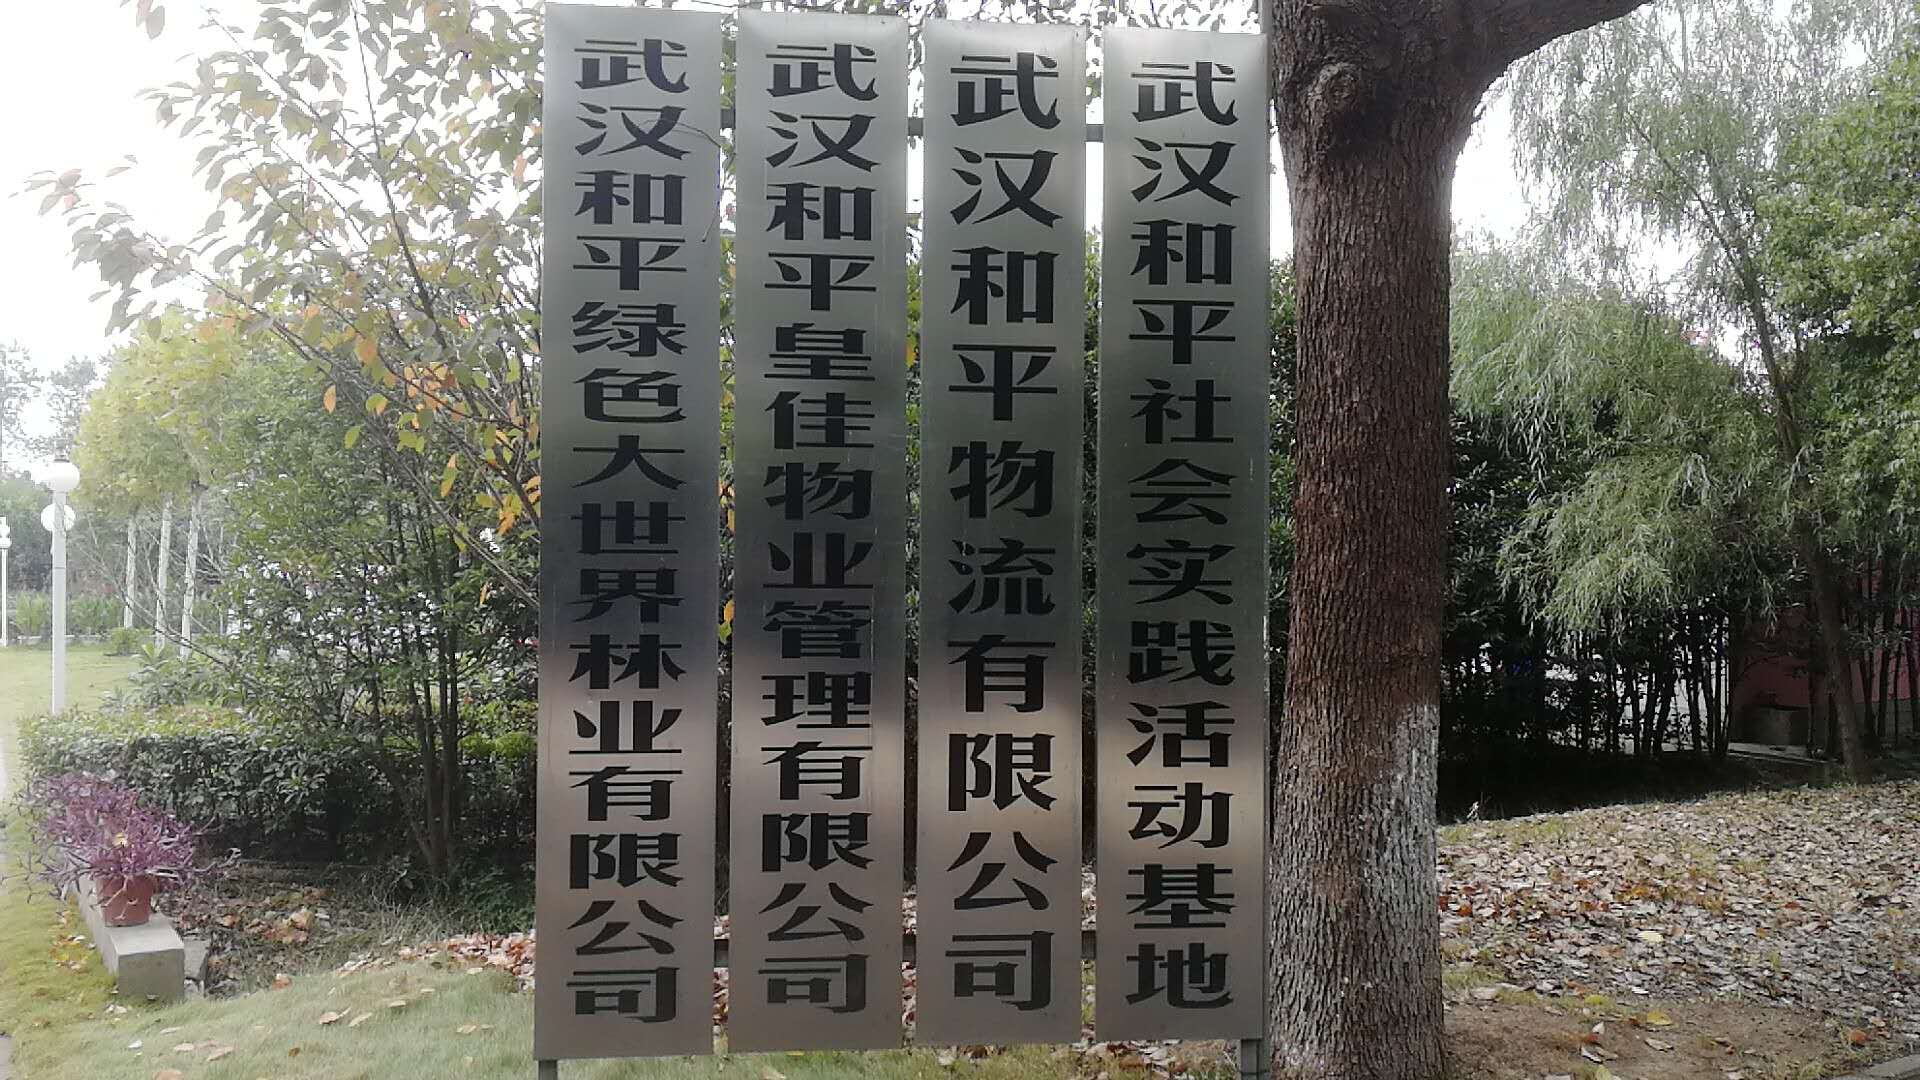 武汉和平绿色大世界林业有限公司
武汉和平皇佳物业管理有限公司
武汉和平物流有限公司
武汉和平社会实践活动基地